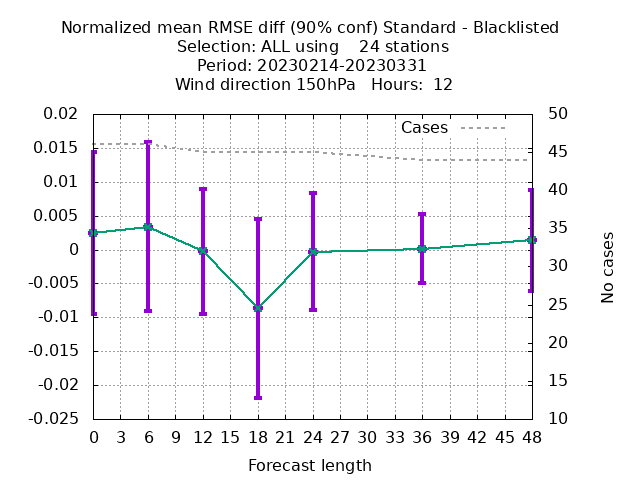 Normalized mean RMSE diff (90% conf) Standard - Blacklisted
Selection: ALL using    24 stations
Period: 20230214-20230331
Wind direction 150hPa   Hours:  12
Cases
0.02
0.015
0.01
0.005
0
-0.005
-0.01
-0.015
-0.02
-0.025
50
45
40
35
30
25
20
15
10
No cases
0 3 6 9 12 15 18 21 24 27 30 33 36 39 42 45 48
Forecast length